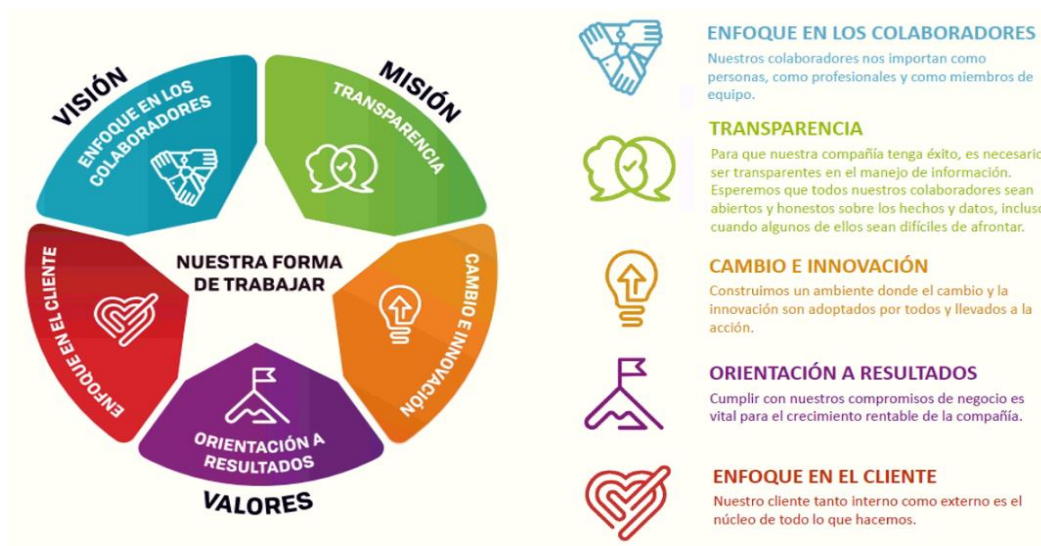 VISIÓN
MISIÓN
ENFOQUE EN LOS
COLABORADORES
TRANSPARENCIA
CAMBIO E INNOVACIÓN
ORIENTACIÓN A
RESULTADOS
ENFOQUE EN EL CLIENTE
NUESTRA FORMA
DE TRABAJAR
VALORES
ENFOQUE EN LOS COLABORADORES
Nuestros colaboradores nos importan como
personas, como profesionales y como miembros de
equipo.
TRANSPARENCIA
Para que nuestra compañía tenga éxito, es necesario
ser transparentes en el manejo de información.
Esperemos que todos nuestros colaboradores sean
abiertos y honestos sobre los hechos y datos, incluso
cuando algunos de ellos sean difíciles de afrontar.
CAMBIO E INNOVACIÓN
Construimos un ambiente donde el cambio y la
innovación son adoptados por todos y llevados a la
acción.
ORIENTACIÓN A RESULTADOS
Cumplir con nuestros compromisos de negocio es
vital para el crecimiento rentable de la compañía.
ENFOQUE EN EL CLIENTE
Nuestro cliente tanto interno como externo es el
núcleo de todo lo que hacemos.